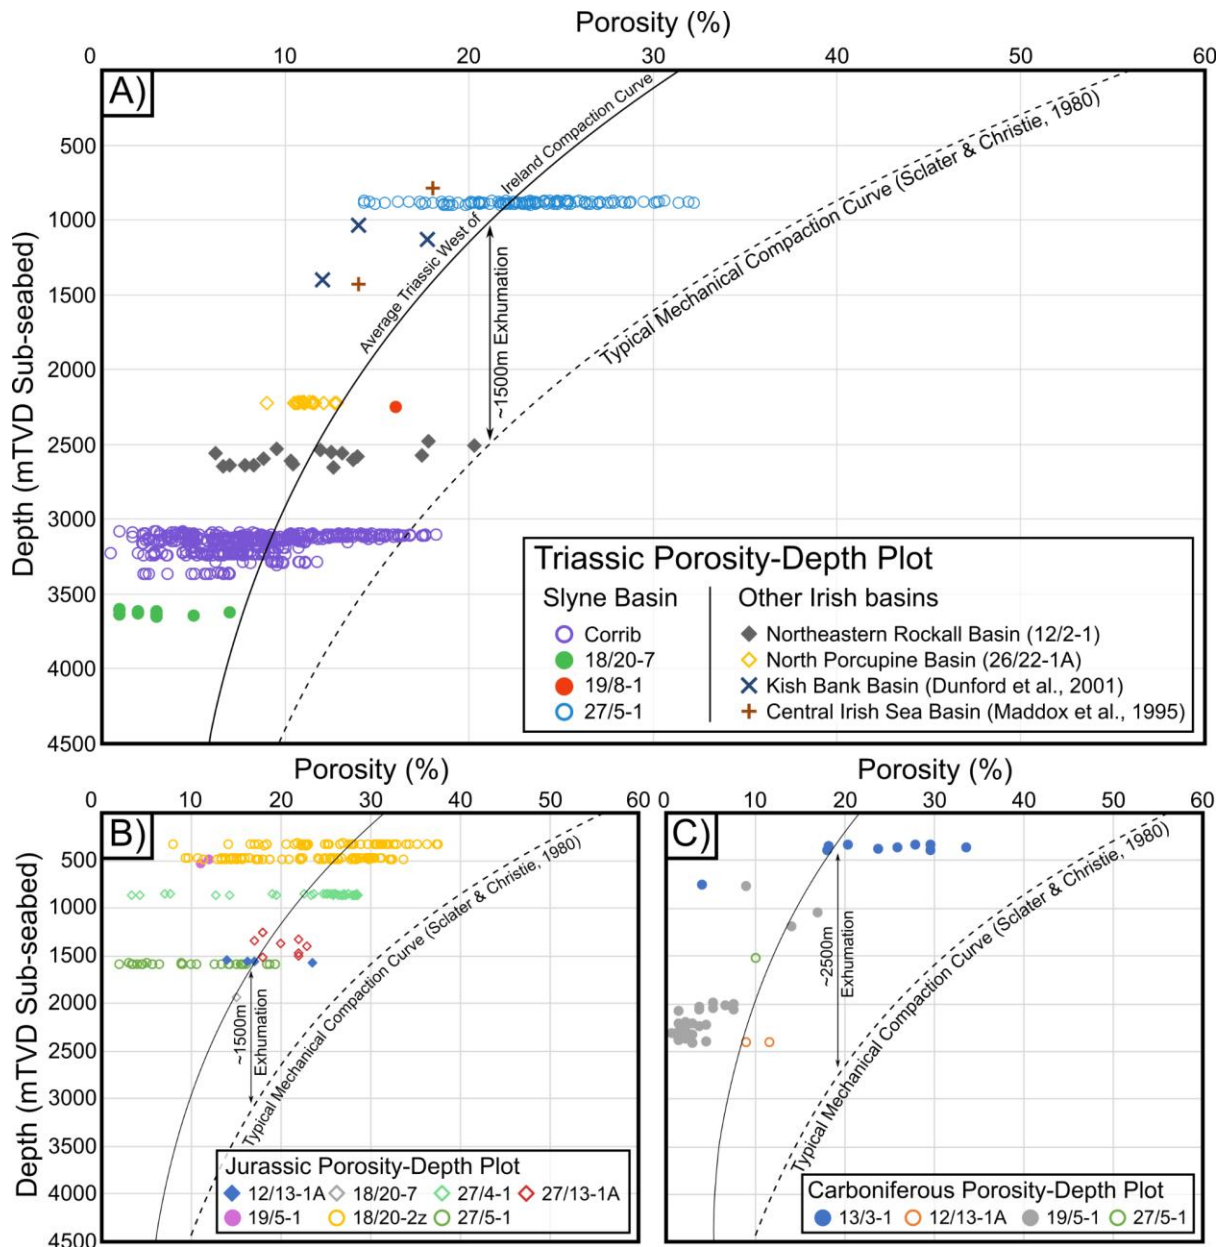 Porosity (%)
0 10 20 30 40 50 60
A)
Depth (mTVD Sub-seabed)
500
1000
1500
2000
2500
3000
3500
4000
4500
Average Triassic West of Ireland Compaction Curve
Typical Mechanical Compaction Curve (Sclater & Christie, 1980)
~1500m Exhumation
Triassic Porosity-Depth Plot
Slyne Basin
Corrib
18/20-7
19/8-1
27/5-1
Other Irish basins
Northeastern Rockall Basin (12/2-1)
North Porcupine Basin (26/22-1A)
Kish Bank Basin (Dunford et al., 2001)
Central Irish Sea Basin (Maddox et al., 1995)
Porosity (%)
0 10 20 30 40 50 60
B)
Depth (mTVD Sub-seabed)
500
1000
1500
2000
2500
3000
3500
4000
4500
~1500m
Exhumation
Typical Mechanical Compaction Curve (Sclater & Christie, 1980)
Jurassic Porosity-Depth Plot
12/13-1A 18/20-7 27/4-1 27/13-1A
19/5-1 18/20-2z 27/5-1
Porosity (%)
0 10 20 30 40 50 60
C)
~2500m
Exhumation
Typical Mechanical Compaction Curve (Sclater & Christie, 1980)
Carboniferous Porosity-Depth Plot
13/3-1 12/13-1A 19/5-1 27/5-1